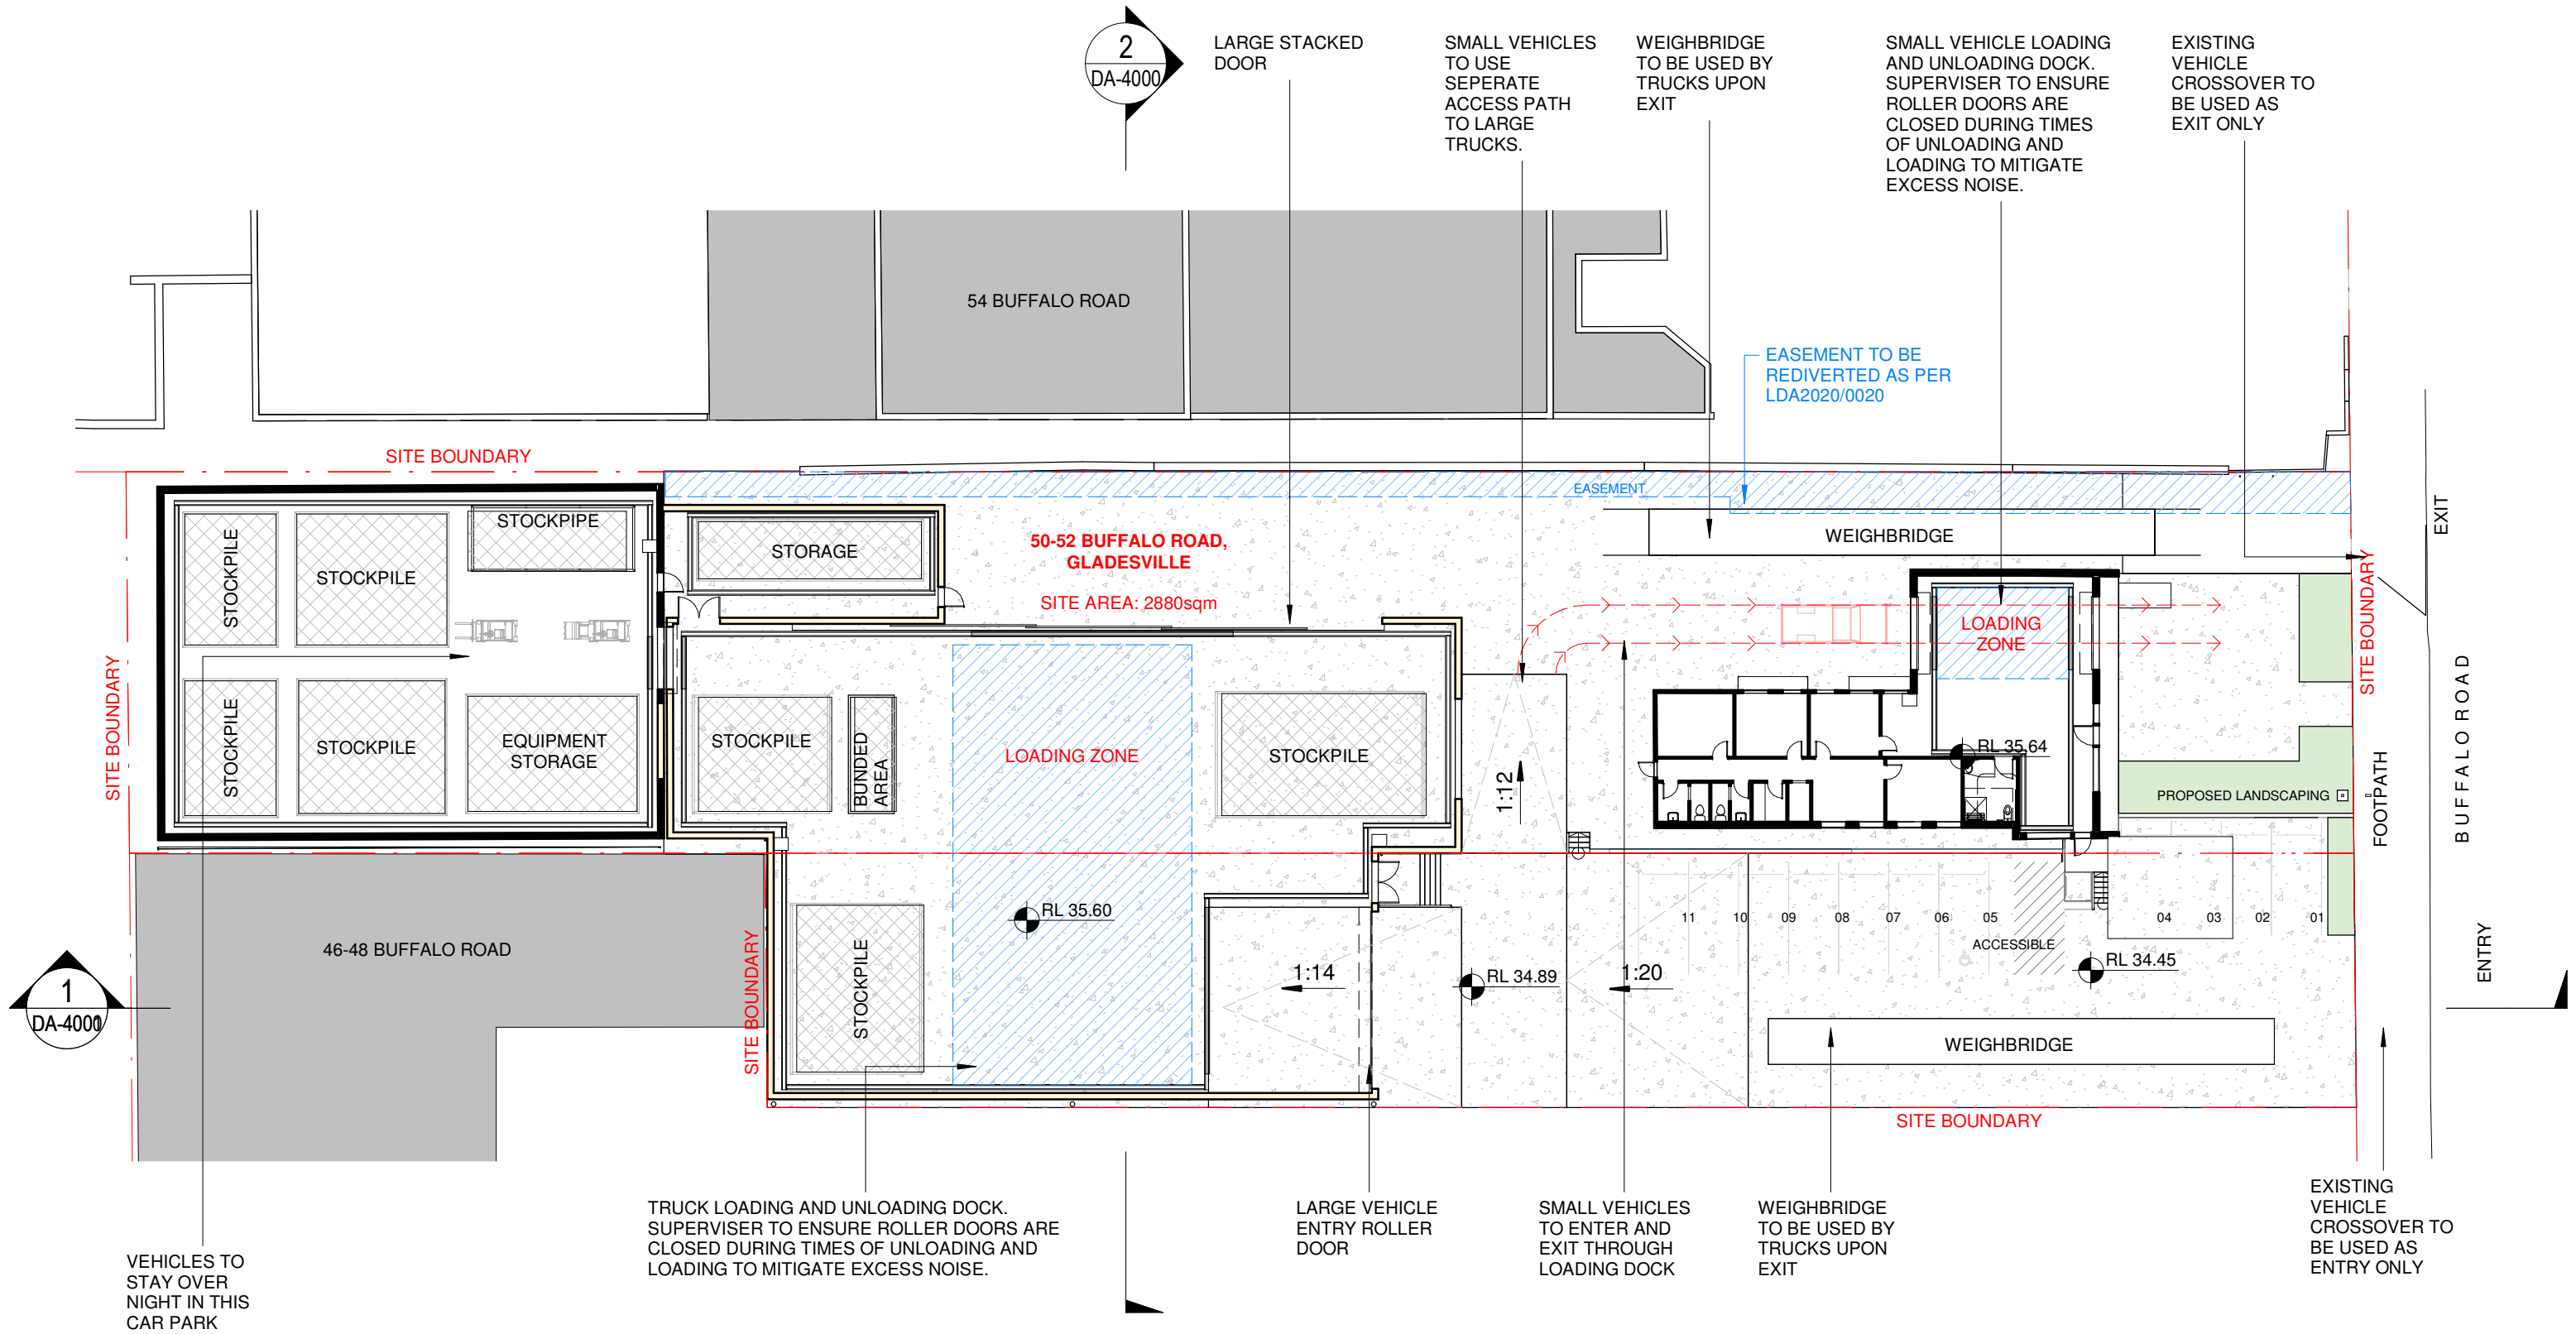 2
DA-4000
LARGE STACKED
DOOR
SMALL VEHICLES
TO USE
SEPERATE
ACCESS PATH
TO LARGE
TRUCKS.
WEIGHBRIDGE
TO BE USED BY
TRUCKS UPON
EXIT
SMALL VEHICLE LOADING
AND UNLOADING DOCK.
SUPERVISER TO ENSURE
ROLLER DOORS ARE
CLOSED DURING TIMES
OF UNLOADING AND
LOADING TO MITIGATE
EXCESS NOISE.
EXISTING
VEHICLE
CROSSOVER TO
BE USED AS
EXIT ONLY
54 BUFFALO ROAD
EASEMENT TO BE
REDIVERTED AS PER
LDA2020/0020
SITE BOUNDARY
EASEMENT
STOCKPILE
STOCKPILE
STOCKPIPE
STORAGE
50-52 BUFFALO ROAD,
GLADESVILLE
SITE AREA: 2880sqm
WEIGHBRIDGE
EXIT
SITE BOUNDARY
LOADING
ZONE
SITE BOUNDARY
STOCKPILE
STOCKPILE
EQUIPMENT
STORAGE
STOCKPILE
BUNDED
AREA
LOADING ZONE
STOCKPILE
1:12
RL 35.64
PROPOSED LANDSCAPING
FOOTPATH
BUFFALO ROAD
46-48 BUFFALO ROAD
SITE BOUNDARY
STOCKPILE
RL 35.60
1:14
RL 34.89
1:20
11
10
09
08
07
06
05
04
03
02
01
ACCESSIBLE
RL 34.45
ENTRY
1
DA-4000
WEIGHBRIDGE
SITE BOUNDARY
VEHICLES TO
STAY OVER
NIGHT IN THIS
CAR PARK
TRUCK LOADING AND UNLOADING DOCK.
SUPERVISER TO ENSURE ROLLER DOORS ARE
CLOSED DURING TIMES OF UNLOADING AND
LOADING TO MITIGATE EXCESS NOISE.
LARGE VEHICLE
ENTRY ROLLER
DOOR
SMALL VEHICLES
TO ENTER AND
EXIT THROUGH
LOADING DOCK
WEIGHBRIDGE
TO BE USED BY
TRUCKS UPON
EXIT
EXISTING
VEHICLE
CROSSOVER TO
BE USED AS
ENTRY ONLY